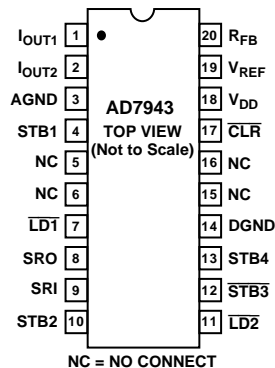 IOUT1 1 20 RFB
IOUT2 2 19 VREF
AGND 3 18 VDD
AD7943
STB1 4 TOP VIEW 17 CLR
(Not to Scale)
NC 5 16 NC
NC 6 15 NC
LD1 7 14 DGND
SRO 8 13 STB4
SRI 9 12 STB3
STB2 10 11 LD2
NC = NO CONNECT